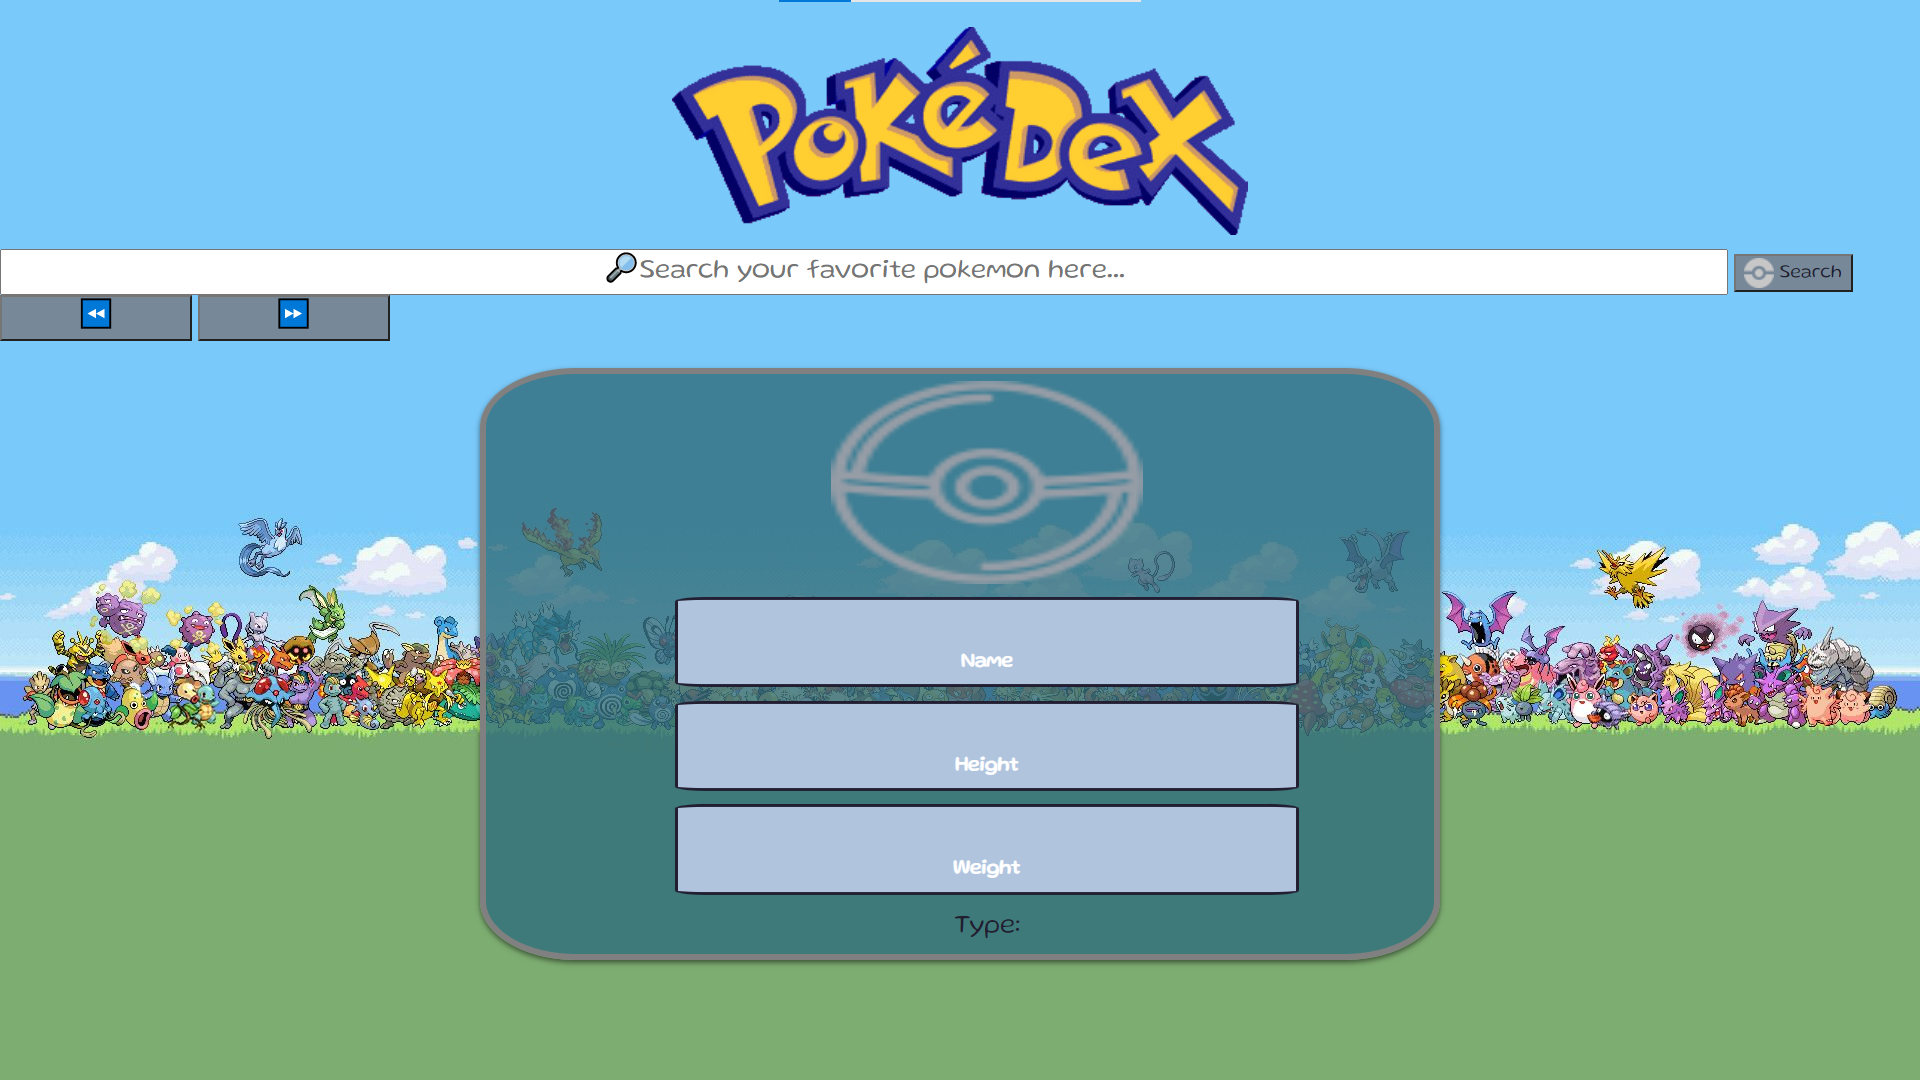 PoKéDeX
🔎Search your favorite pokemon here...
Search
⏪
⏩
Name
Height
Weight
Type: